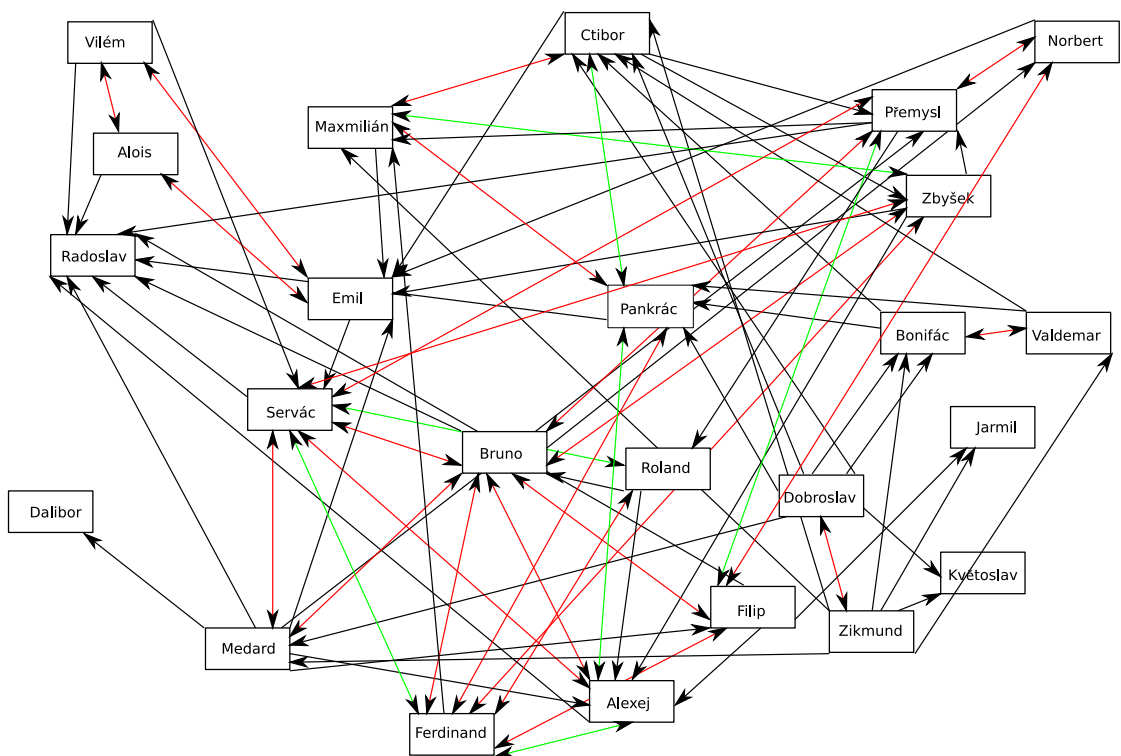 Vilém
Ctibor
Norbert
Přemysl
Maxmilián
Alois
Zbyšek
Radoslav
Emil
Pankrác
Bonifác
Valdemar
Servác
Jarmil
Bruno
Roland
Dobroslav
Dalibor
Květoslav
Filip
Zikmund
Medard
Alexej
Ferdinand